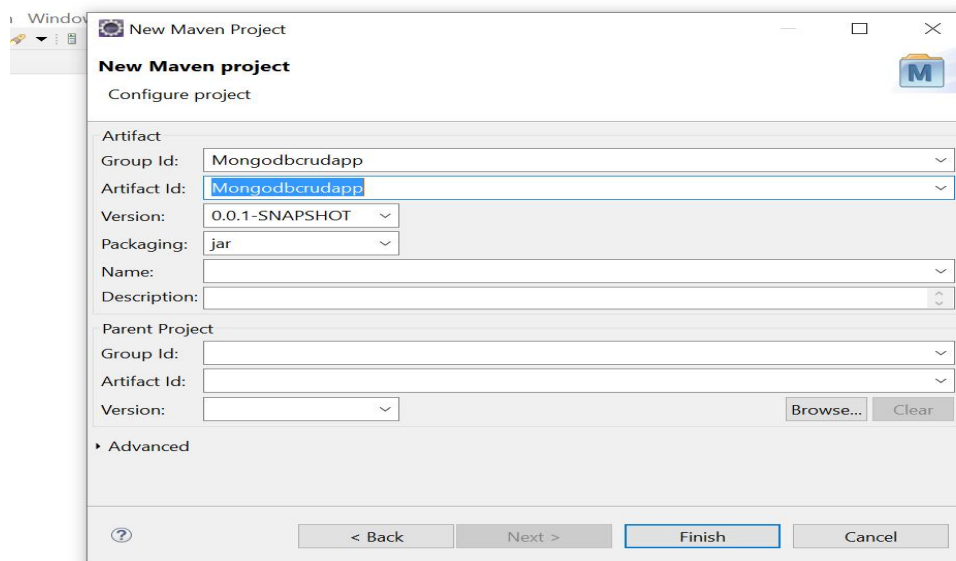 Window
New Maven Project
New Maven project
M
Configure project
Artifact
Group Id: Mongodbcrudapp
Artifact Id: Mongodbcrudapp
Version: 0.0.1-SNAPSHOT
Packaging: jar
Name:
Description:
Parent Project
Group Id:
Artifact Id:
Version:
Browse... Clear
Advanced
? < Back Next > Finish Cancel